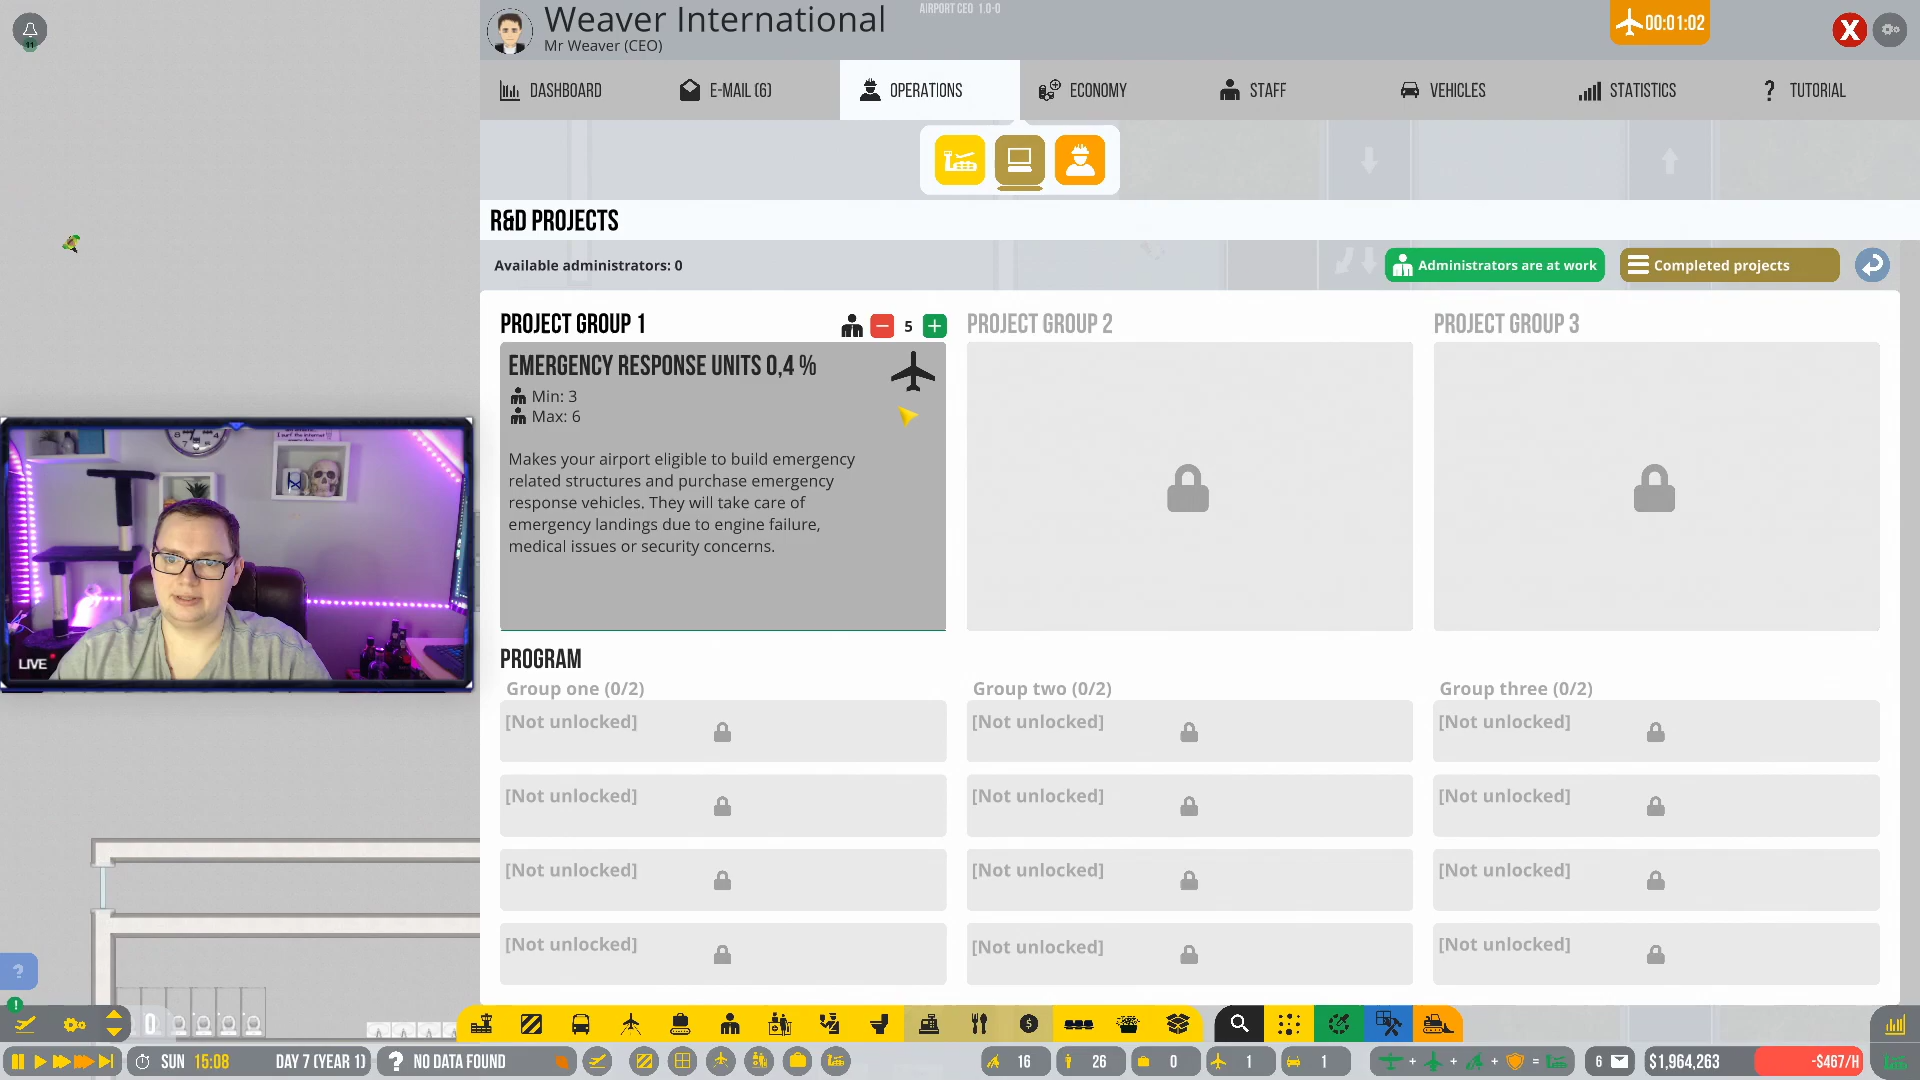 AIRPORT CEO 1.0-0
Weaver International
Mr Weaver (CEO)
00:01:02
X
11
DASHBOARD
E-MAIL (6)
OPERATIONS
ECONOMY
STAFF
VEHICLES
STATISTICS
? TUTORIAL
R&D PROJECTS
Available administrators: 0
Administrators are at work
Completed projects
PROJECT GROUP 1
5
PROJECT GROUP 2
PROJECT GROUP 3
EMERGENCY RESPONSE UNITS 0,4 %
Min: 3
Max: 6
Makes your airport eligible to build emergency
related structures and purchase emergency
response vehicles. They will take care of
emergency landings due to engine failure,
medical issues or security concerns.
LIVE
PROGRAM
Group one (0/2)
Group two (0/2)
Group three (0/2)
[Not unlocked]
[Not unlocked]
[Not unlocked]
[Not unlocked]
[Not unlocked]
[Not unlocked]
[Not unlocked]
[Not unlocked]
[Not unlocked]
[Not unlocked]
[Not unlocked]
[Not unlocked]
?
!
0
SUN 15:08
DAY 7 (YEAR 1)
? NO DATA FOUND
16
26
0
1
1
+ + + =
6
$1,964,263
-$467/H